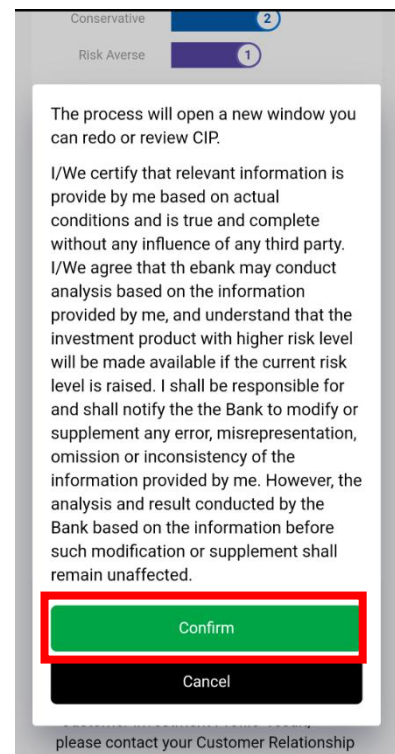 Conservative
2
Risk Averse
1
The process will open a new window you
can redo or review CIP.
I/We certify that relevant information is
provide by me based on actual
conditions and is true and complete
without any influence of any third party.
I/We agree that th ebank may conduct
analysis based on the information
provided by me, and understand that the
investment product with higher risk level
will be made available if the current risk
level is raised. I shall be responsible for
and shall notify the the Bank to modify or
supplement any error, misrepresentation,
omission or inconsistency of the
information provided by me. However, the
analysis and result conducted by the
Bank based on the information before
such modification or supplement shall
remain unaffected.
Confirm
Cancel
please contact your Customer Relationship